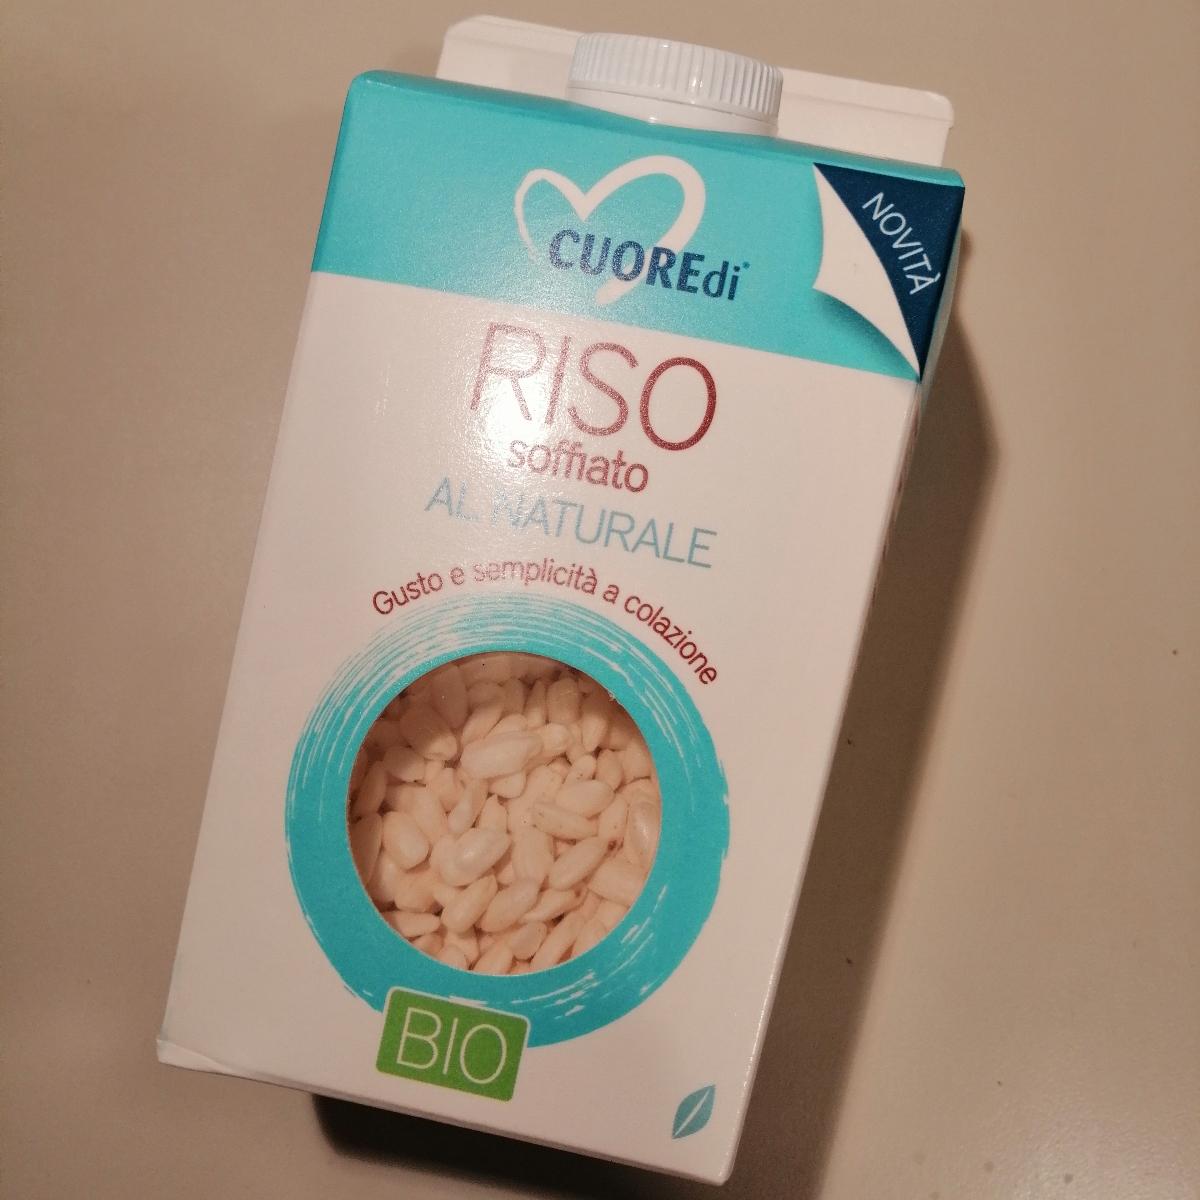 CUOREdi
NOVITÀ
RISO
soffiato
AL NATURALE
Gusto e semplicità a colazione
BIO